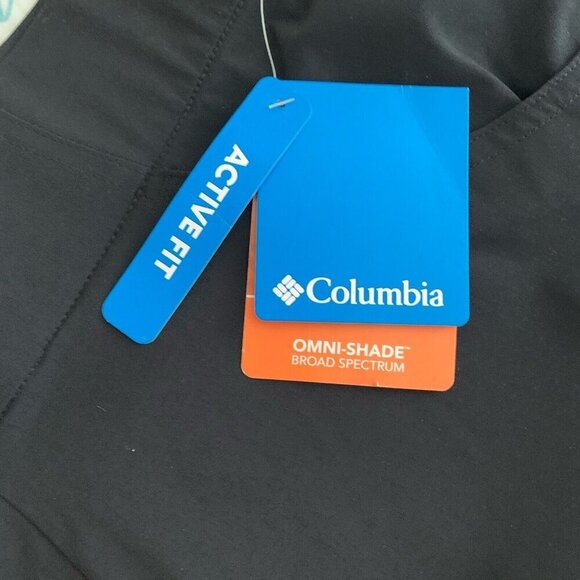 ACTIVE FIT
Columbia
OMNI-SHADE™
BROAD SPECTRUM